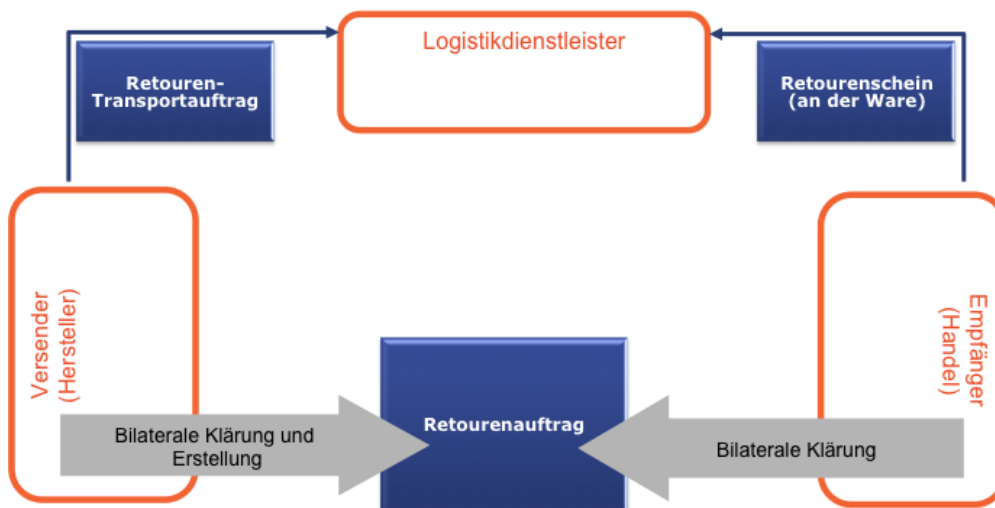 Logistikdienstleister
Retouren-
Transportauftrag
Retourenschein
(an der Ware)
Versender
(Hersteller)
Empfänger
(Handel)
Retourenauftrag
Bilaterale Klärung und
Erstellung
Bilaterale Klärung